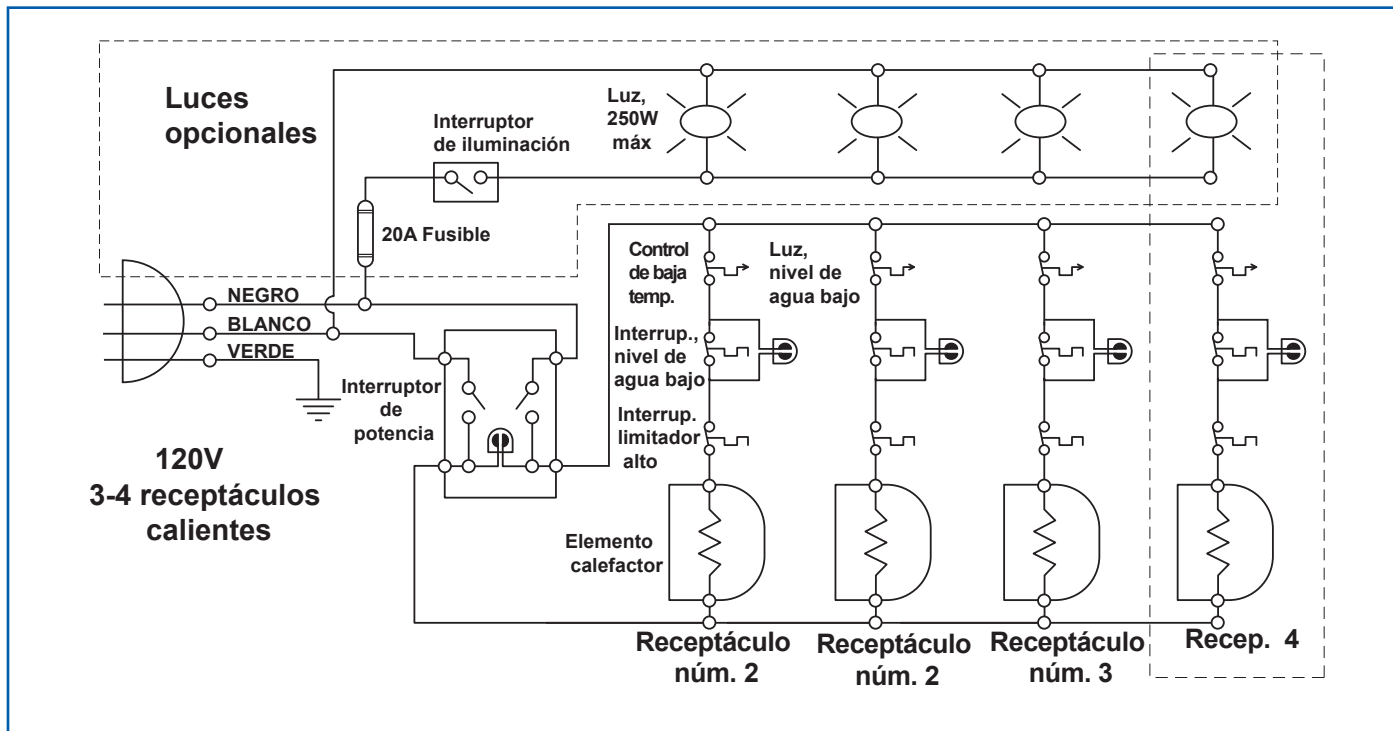 Luces
opcionales
Interruptor
de iluminación
Luz,
250W
máx
20A Fusible
NEGRO
BLANCO
VERDE
Interruptor
de
potencia
120V
3-4 receptáculos
calientes
Control
de baja
temp.
Luz,
nivel de
agua bajo
Interrup.,
nivel de
agua bajo
Interrup.
limitador
alto
Elemento
calefactor
Receptáculo
núm. 2
Receptáculo
núm. 2
Receptáculo
núm. 3
Recep. 4